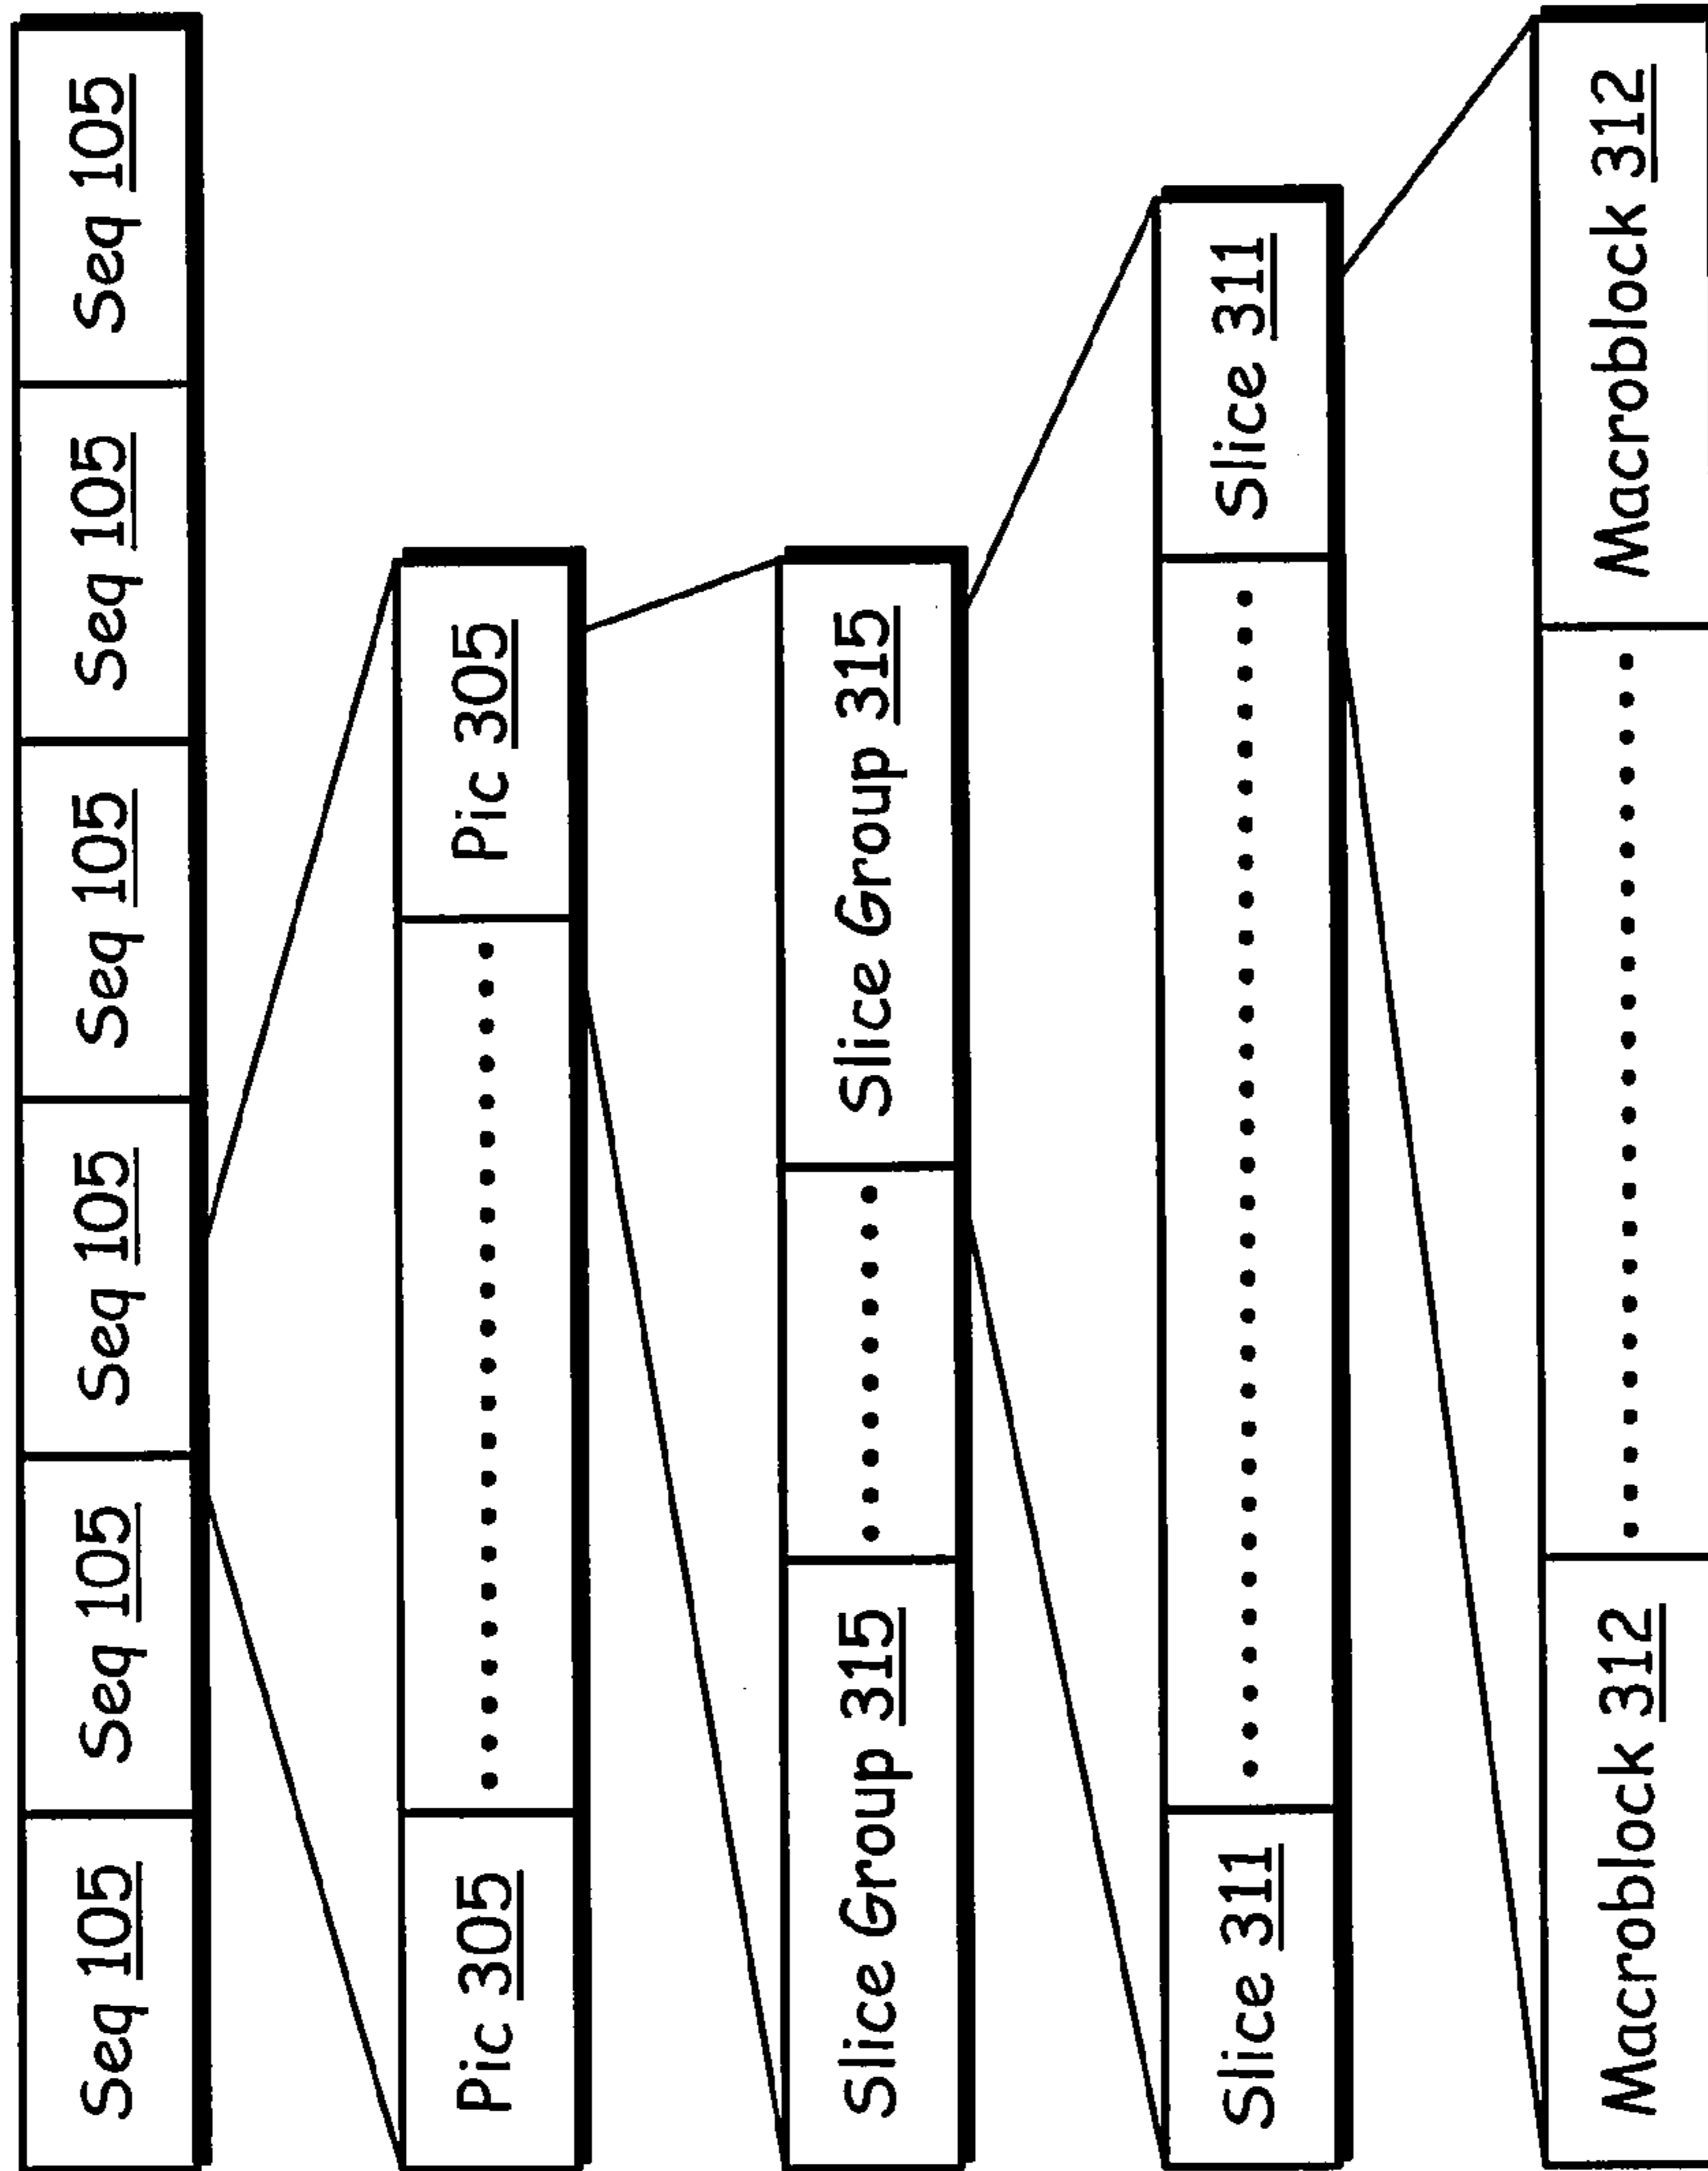 Seq 105 Seq 105 Seq 105 Seq 105 Seq 105 Seq 105
Pic 305 Pic 305
Slice Group 315 Slice Group 315
Slice 311 Slice 311
Macroblock 312 Macroblock 312